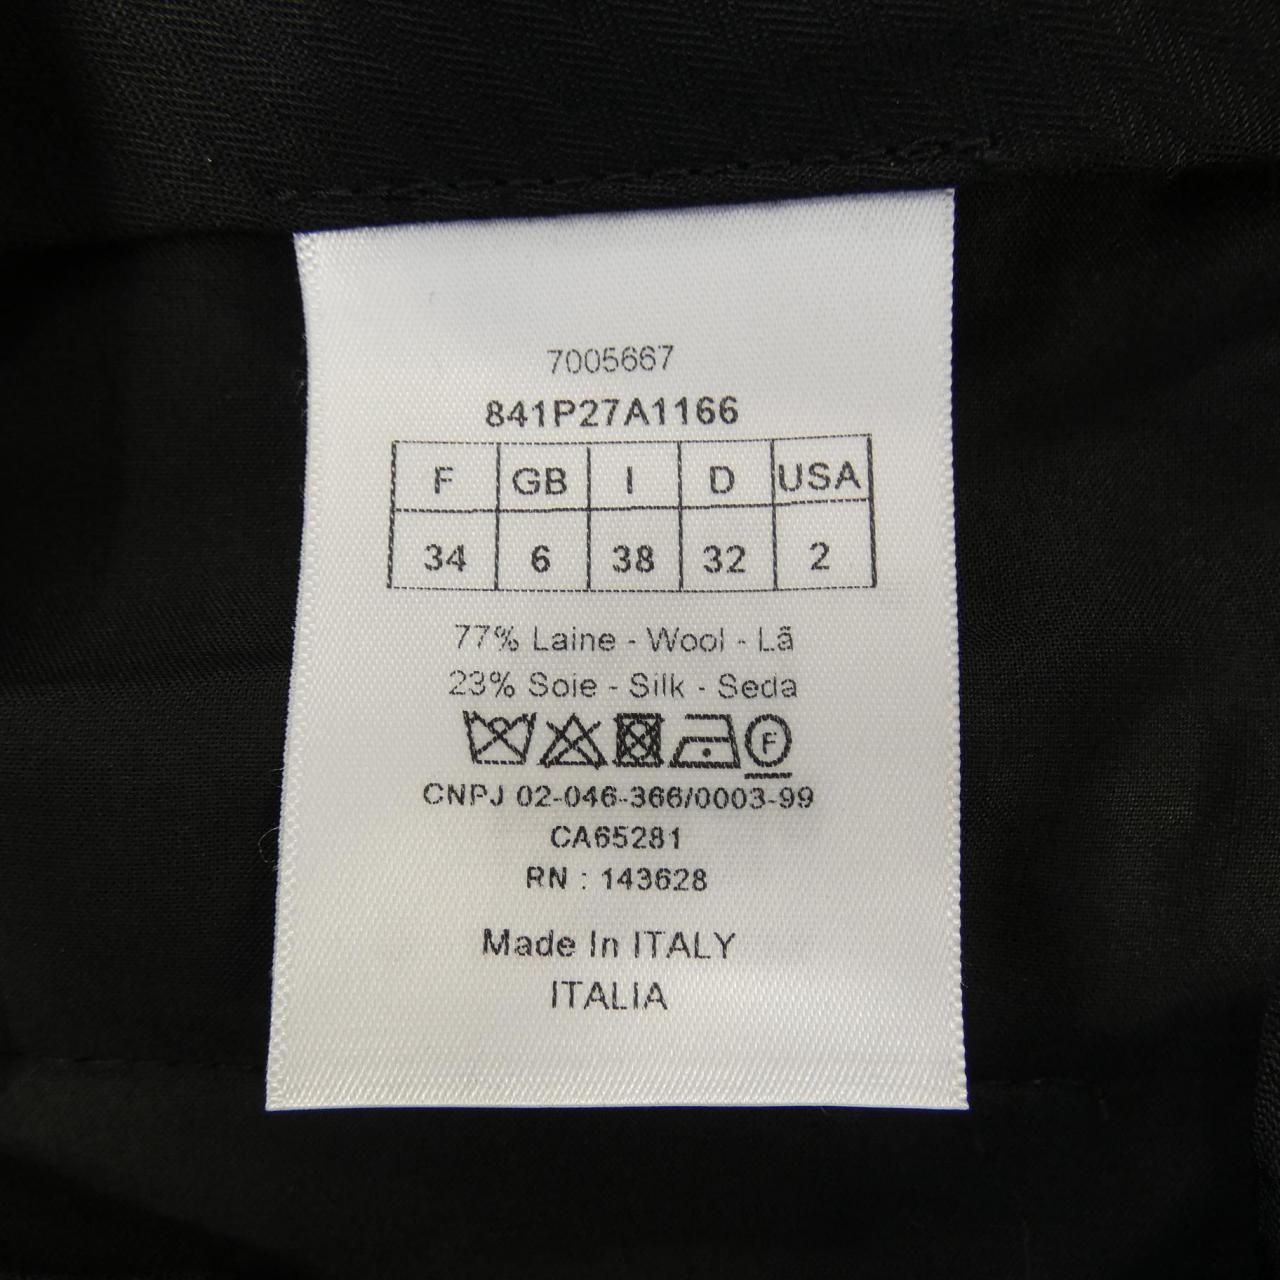 7005667
841P27A1166
F GB I D USA
34 6 38 32 2
77% Laine - Wool - Lã
23% Soie - Silk - Seda
F
CNPJ 02-046-366/0003-99
CA65281
RN : 143628
Made In ITALY
ITALIA